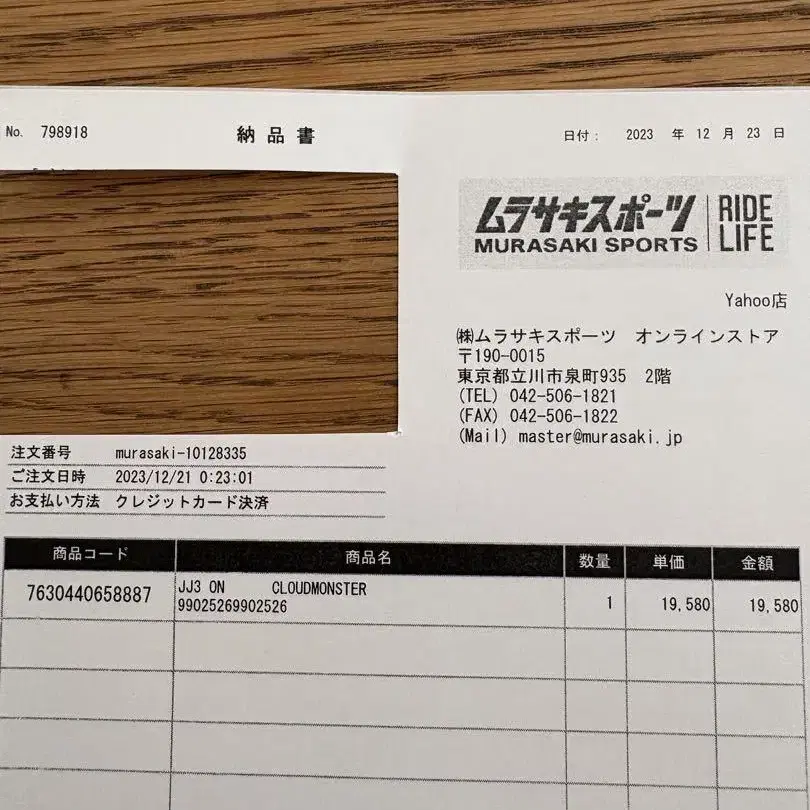 No. 798918
納品書
日付： 2023 年 12 月 23 日
ムラサキスポーツ
MURASAKI SPORTS
RIDE
LIFE
Yahoo店
㈱ムラサキスポーツ オンラインストア
〒190-0015
東京都立川市泉町935 2階
(TEL) 042-506-1821
(FAX) 042-506-1822
(Mail) master@murasaki.jp
注文番号 murasaki-10128335
ご注文日時 2023/12/21 0:23:01
お支払い方法 クレジットカード決済
商品コード 商品名 数量 単価 金額
7630440658887 JJ3 ON CLOUDMONSTER 1 19,580 19,580
99025269902526